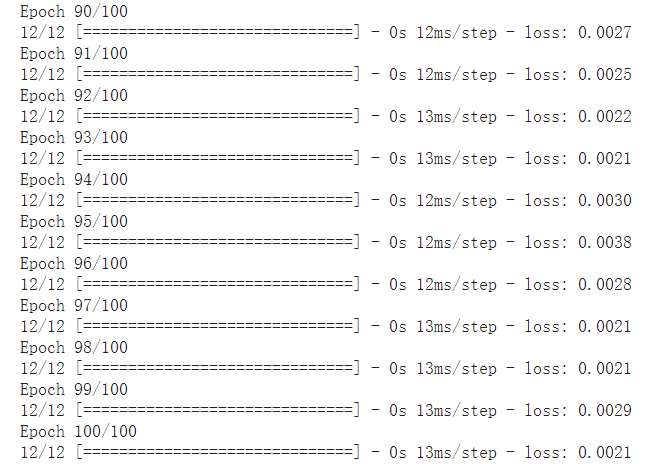 Epoch 90/100
12/12 [==============================] - 0s 12ms/step - loss: 0.0027
Epoch 91/100
12/12 [==============================] - 0s 12ms/step - loss: 0.0025
Epoch 92/100
12/12 [==============================] - 0s 13ms/step - loss: 0.0022
Epoch 93/100
12/12 [==============================] - 0s 13ms/step - loss: 0.0021
Epoch 94/100
12/12 [==============================] - 0s 12ms/step - loss: 0.0030
Epoch 95/100
12/12 [==============================] - 0s 12ms/step - loss: 0.0038
Epoch 96/100
12/12 [==============================] - 0s 12ms/step - loss: 0.0028
Epoch 97/100
12/12 [==============================] - 0s 13ms/step - loss: 0.0021
Epoch 98/100
12/12 [==============================] - 0s 13ms/step - loss: 0.0021
Epoch 99/100
12/12 [==============================] - 0s 13ms/step - loss: 0.0029
Epoch 100/100
12/12 [==============================] - 0s 13ms/step - loss: 0.0021